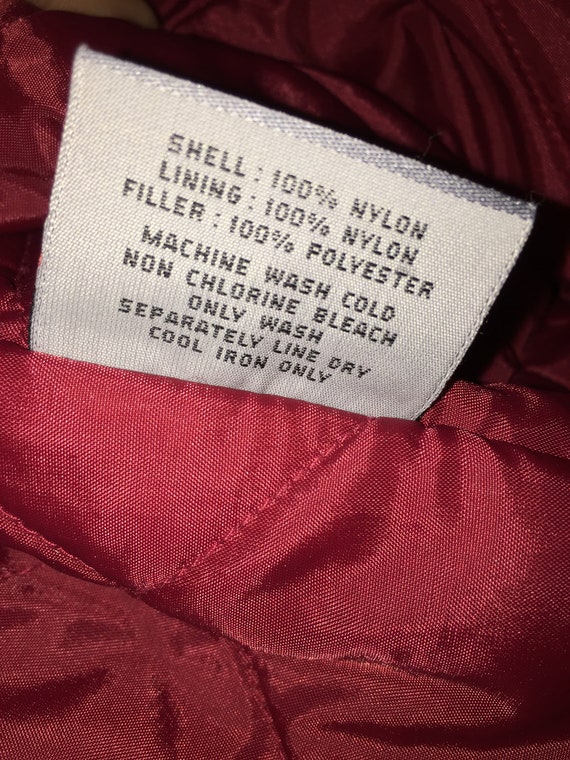 SHELL : 100% NYLON
LINING : 100% NYLON
FILLER : 100% POLYESTER
MACHINE WASH COLD
NON CHLORINE BLEACH
ONLY WASH
SEPARATELY LINE DRY
COOL IRON ONLY